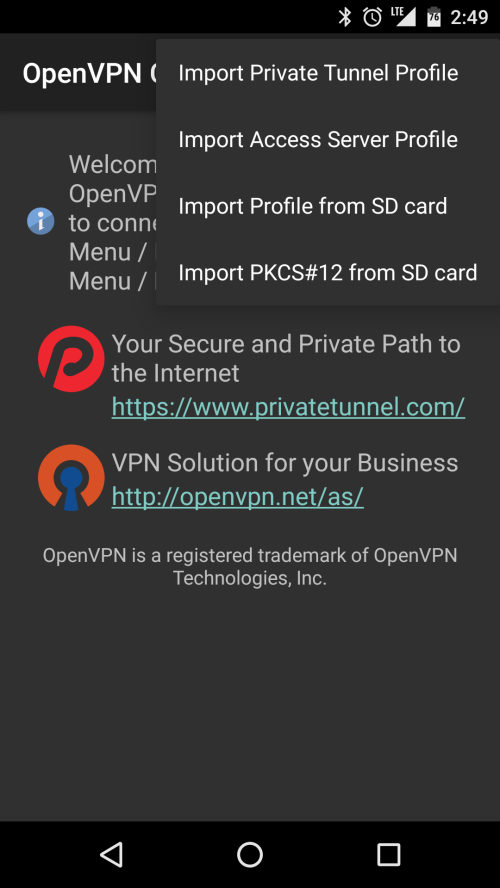 LTE 76 2:49
OpenVPN
Import Private Tunnel Profile
Import Access Server Profile
Import Profile from SD card
Import PKCS#12 from SD card
Welcom
OpenVP
to conne
Menu /
Menu /
Your Secure and Private Path to
the Internet
https://www.privatetunnel.com/
VPN Solution for your Business
http://openvpn.net/as/
OpenVPN is a registered trademark of OpenVPN
Technologies, Inc.